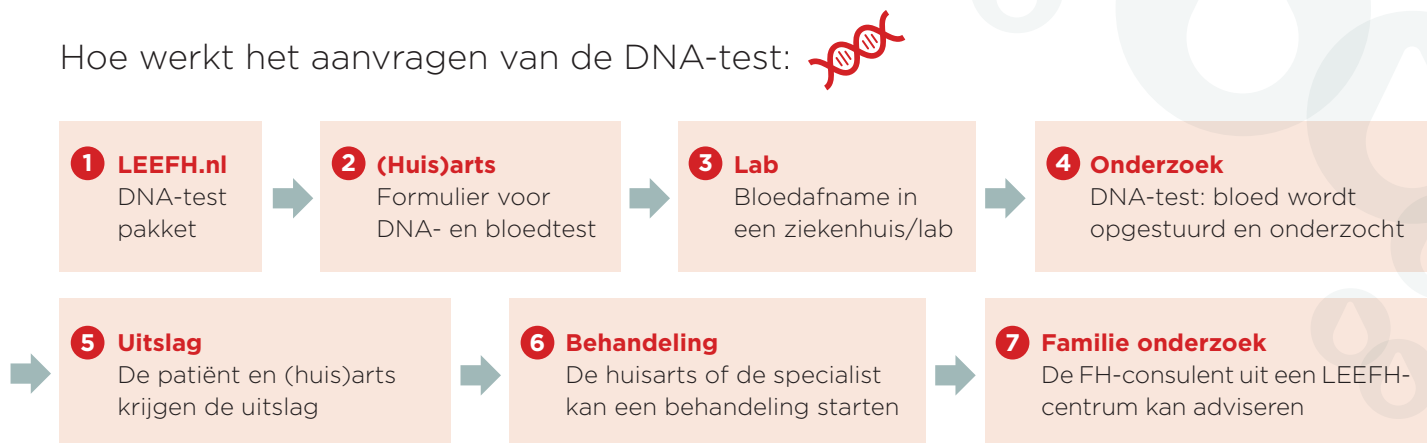 Hoe werkt het aanvragen van de DNA-test:
1 LEEFH.nl
DNA-test
pakket
2 (Huis)arts
Formulier voor
DNA- en bloedtest
3 Lab
Bloedafname in
een ziekenhuis/lab
4 Onderzoek
DNA-test: bloed wordt
opgestuurd en onderzocht
5 Uitslag
De patiënt en (huis)arts
krijgen de uitslag
6 Behandeling
De huisarts of de specialist
kan een behandeling starten
7 Familie onderzoek
De FH-consulent uit een LEEFH-
centrum kan adviseren